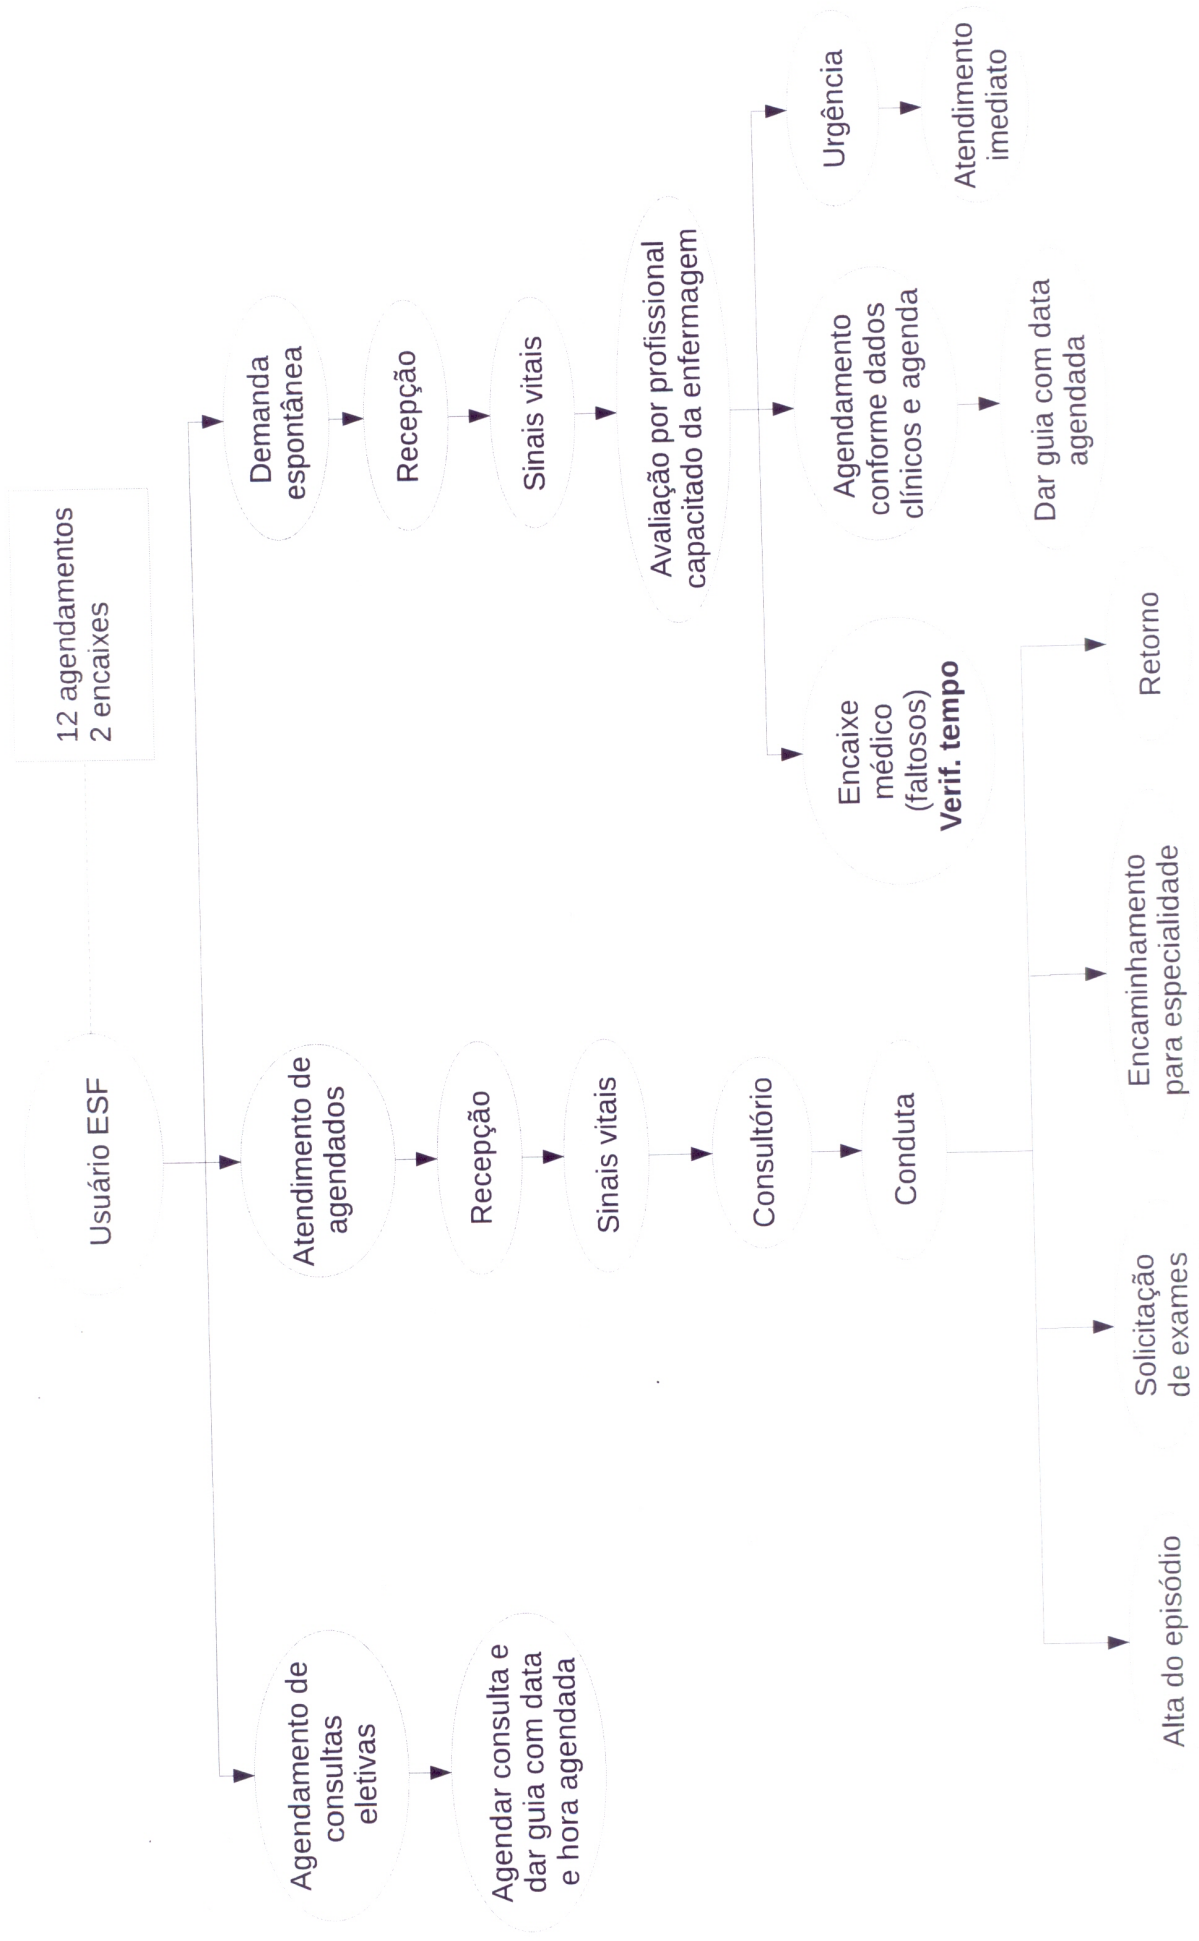 12 agendamentos
2 encaixes
Usuário ESF
Agendamento de
consultas
eletivas
Agendar consulta e
dar guia com data
e hora agendada
Atendimento de
agendados
Recepção
Sinais vitais
Consultório
Conduta
Alta do episódio
Solicitação
de exames
Encaminhamento
para especialidade
Retorno
Demanda
espontânea
Recepção
Sinais vitais
Avaliação por profissional
capacitado da enfermagem
Encaixe
médico
(faltosos)
Verif. tempo
Agendamento
conforme dados
clínicos e agenda
Dar guia com data
agendada
Urgência
Atendimento
imediato